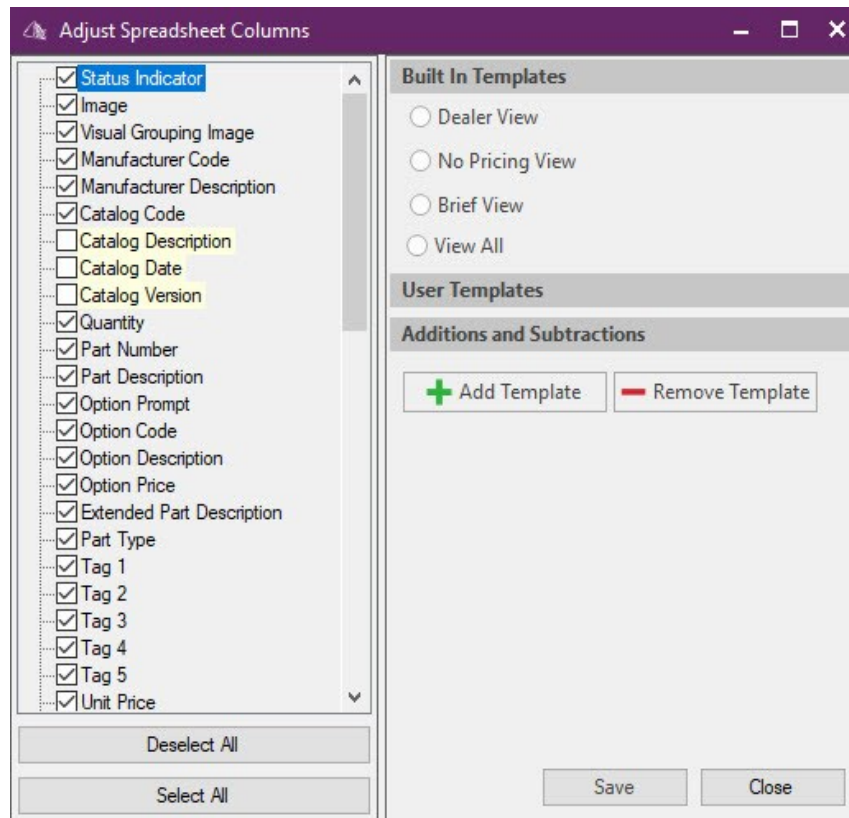 Adjust Spreadsheet Columns
Status Indicator
Image
Visual Grouping Image
Manufacturer Code
Manufacturer Description
Catalog Code
Catalog Description
Catalog Date
Catalog Version
Quantity
Part Number
Part Description
Option Prompt
Option Code
Option Description
Option Price
Extended Part Description
Part Type
Tag 1
Tag 2
Tag 3
Tag 4
Tag 5
Unit Price
Deselect All
Select All
Built In Templates
Dealer View
No Pricing View
Brief View
View All
User Templates
Additions and Subtractions
Add Template
Remove Template
Save
Close